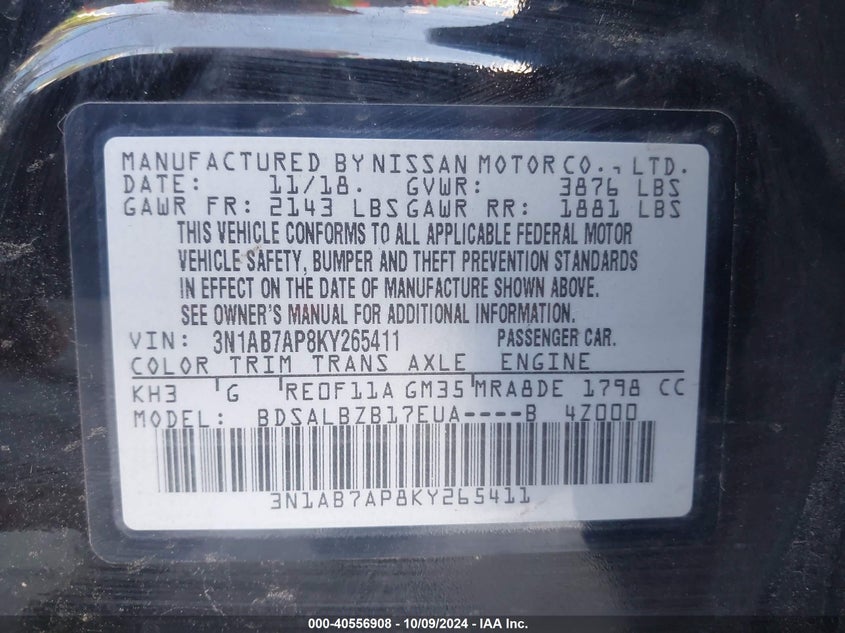 MANUFACTURED BY NISSAN MOTOR CO., LTD.
DATE: 11/18. GVWR: 3876 LBS
GAWR FR: 2143 LBS GAWR RR: 1881 LBS
THIS VEHICLE CONFORMS TO ALL APPLICABLE FEDERAL MOTOR
VEHICLE SAFETY, BUMPER AND THEFT PREVENTION STANDARDS
IN EFFECT ON THE DATE OF MANUFACTURE SHOWN ABOVE.
SEE OWNER'S MANUAL FOR ADDITIONAL INFORMATION.
VIN: 3N1AB7AP8KY265411 PASSENGER CAR.
COLOR TRIM TRANS AXLE ENGINE
KH3 G RE0F11A GM35 MRA8DE 1798 CC
MODEL: BDSALBZB17EUA----B 4Z000
3N1AB7AP8KY265411
000-40556908 - 10/09/2024 - IAA Inc.